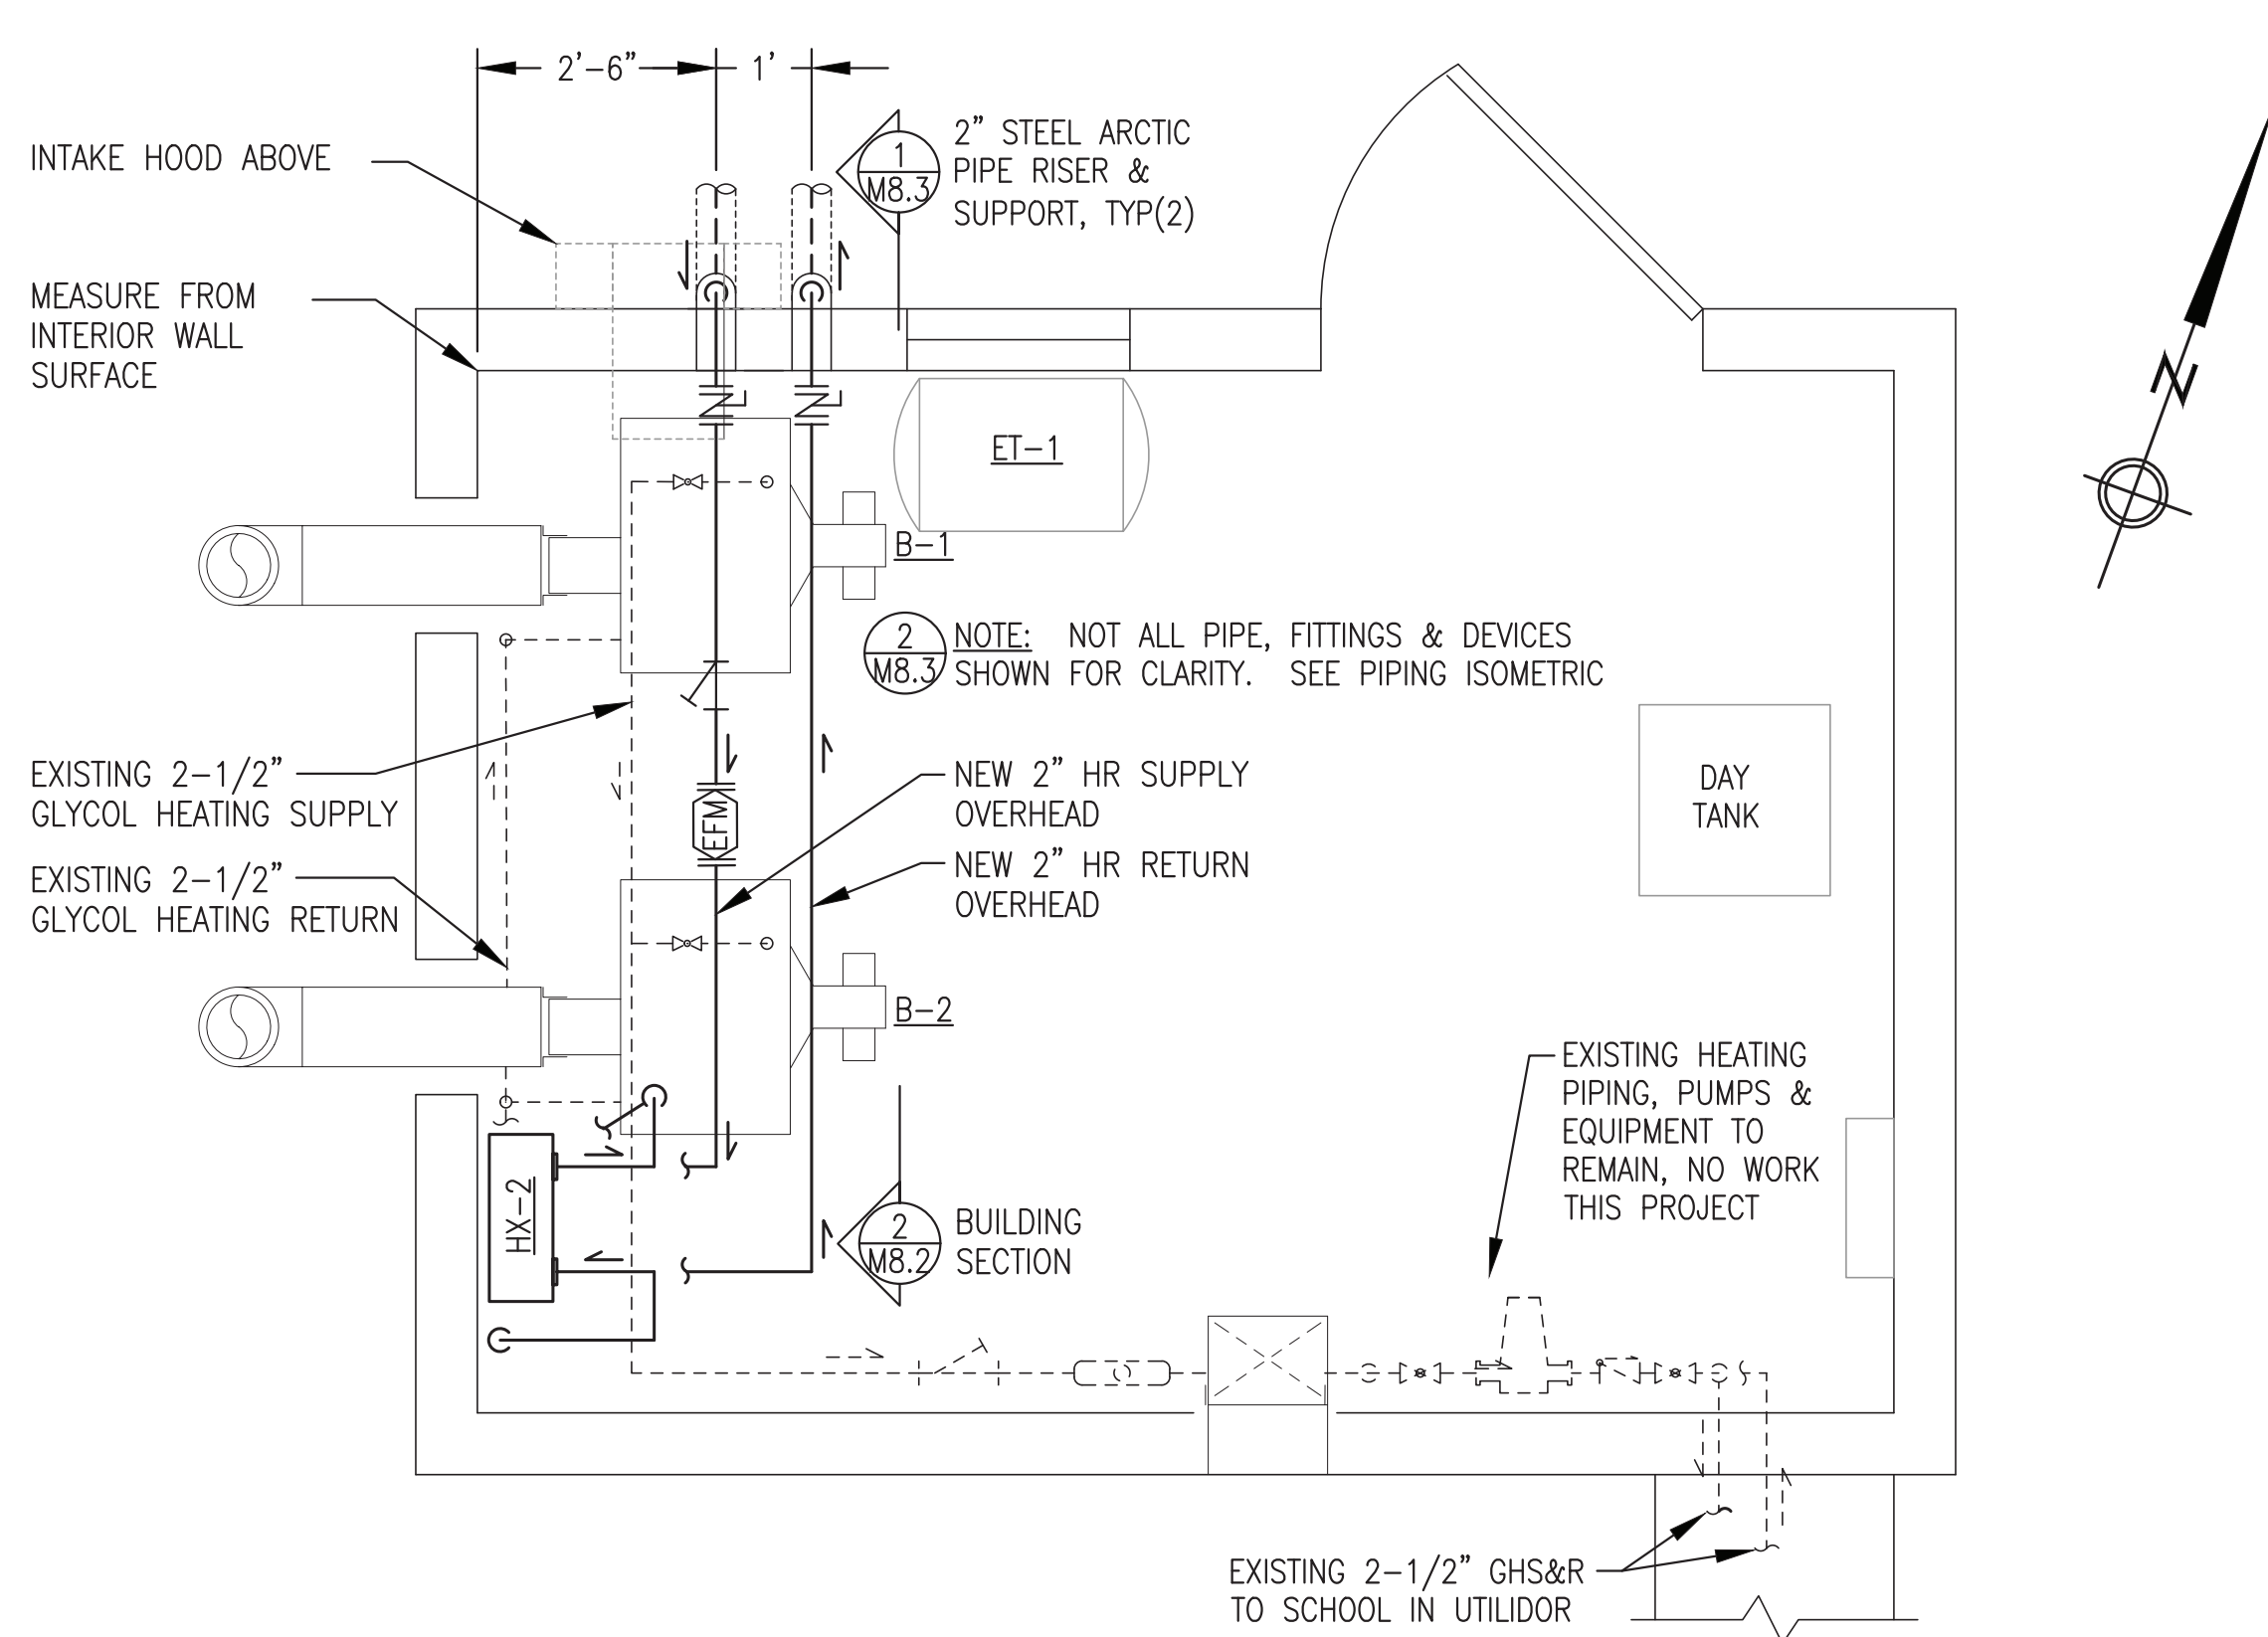 2'-6"
1'
INTAKE HOOD ABOVE
1
M8.3
2" STEEL ARCTIC
PIPE RISER &
SUPPORT, TYP(2)
MEASURE FROM
INTERIOR WALL
SURFACE
N
ET-1
B-1
2
M8.3
NOTE: NOT ALL PIPE, FITTINGS & DEVICES
SHOWN FOR CLARITY. SEE PIPING ISOMETRIC
EXISTING 2-1/2"
GLYCOL HEATING SUPPLY
NEW 2" HR SUPPLY
OVERHEAD
DAY
TANK
EFM
EXISTING 2-1/2"
GLYCOL HEATING RETURN
NEW 2" HR RETURN
OVERHEAD
B-2
EXISTING HEATING
PIPING, PUMPS &
EQUIPMENT TO
REMAIN, NO WORK
THIS PROJECT
HX-2
2
M8.2
BUILDING
SECTION
EXISTING 2-1/2" GHS&R
TO SCHOOL IN UTILIDOR